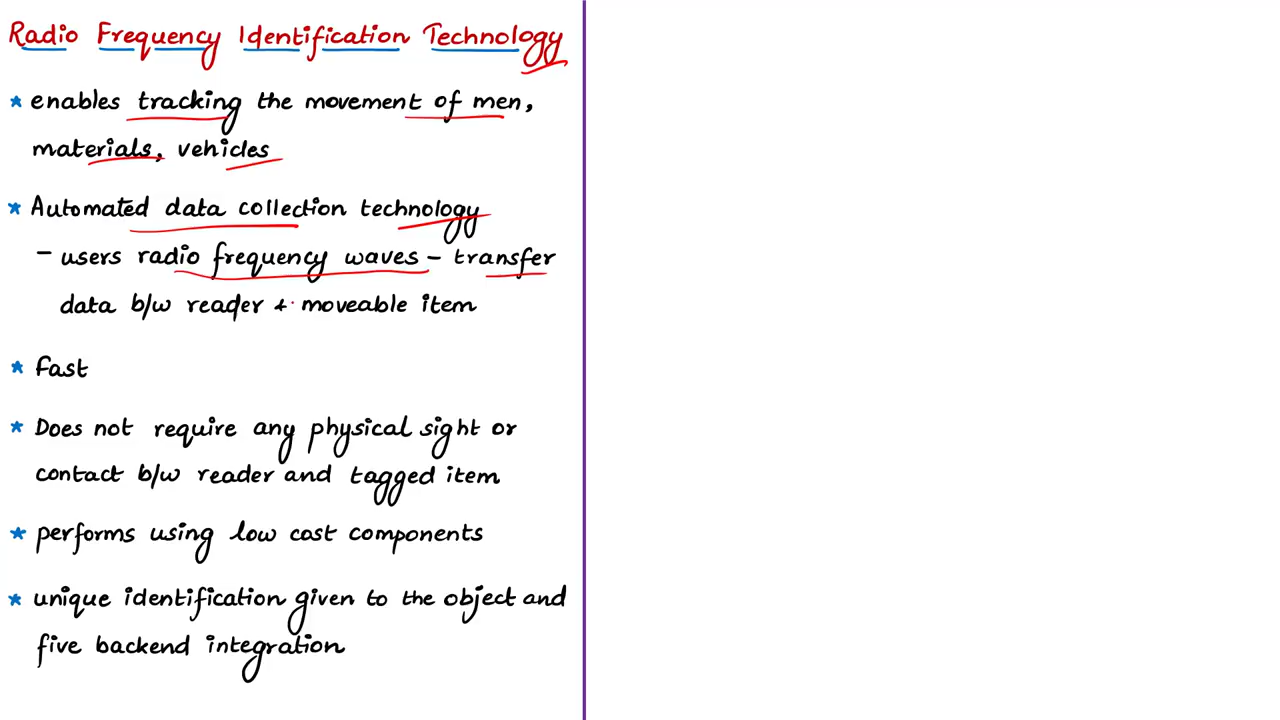 Radio Frequency Identification Technology
* enables tracking the movement of men,
materials, vehicles
* Automated data collection technology
- users radio frequency waves - transfer
data b/w reader + moveable item
* fast
* Does not require any physical sight or
contact b/w reader and tagged item
* performs using low cost components
* unique identification given to the object and
five backend integration